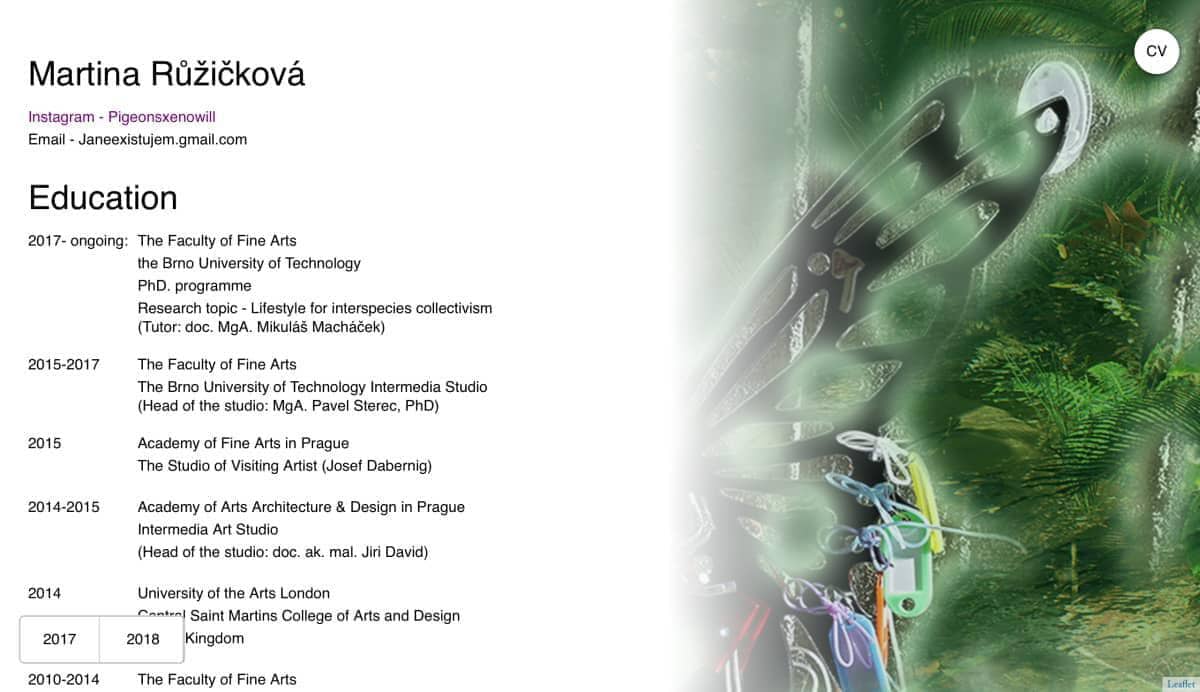 CV
Martina Růžičková
Instagram - Pigeonsxenowill
Email - Janeexistujem.gmail.com
Education
2017- ongoing: The Faculty of Fine Arts
the Brno University of Technology
PhD. programme
Research topic - Lifestyle for interspecies collectivism
(Tutor: doc. MgA. Mikuláš Macháček)
2015-2017 The Faculty of Fine Arts
The Brno University of Technology Intermedia Studio
(Head of the studio: MgA. Pavel Sterec, PhD)
2015 Academy of Fine Arts in Prague
The Studio of Visiting Artist (Josef Dabernig)
2014-2015 Academy of Arts Architecture & Design in Prague
Intermedia Art Studio
(Head of the studio: doc. ak. mal. Jiri David)
2014 University of the Arts London
Central Saint Martins College of Arts and Design
Kingdom
2017 2018
2010-2014 The Faculty of Fine Arts
Leaflet